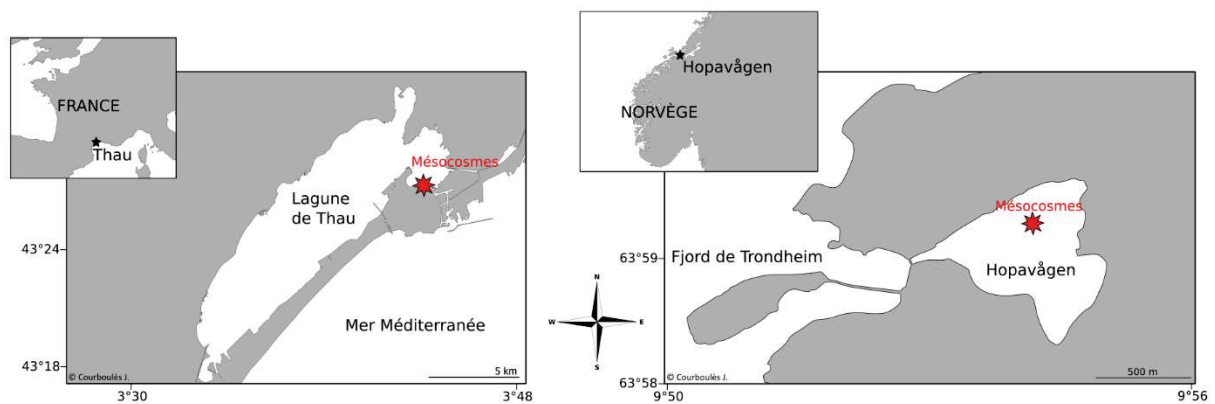 FRANCE
Thau
Mésocosmes
Lagune
de Thau
Mer Méditerranée
43°24
43°18
© Courboulès J.
5 km
3°30
3°48
N
W
E
S
Hopavågen
NORVÈGE
Mésocosmes
Fjord de Trondheim
Hopavågen
63°59
63°58
© Courboulès J.
500 m
9°50
9°56